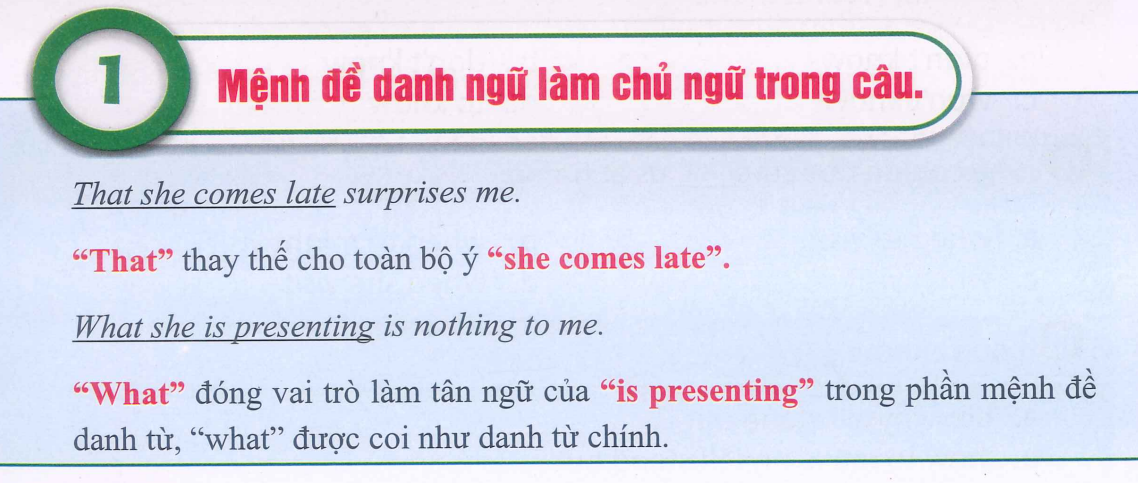 1
Mệnh đề danh ngữ làm chủ ngữ trong câu.
That she comes late surprises me.
“That” thay thế cho toàn bộ ý “she comes late”.
What she is presenting is nothing to me.
“What” đóng vai trò làm tân ngữ của “is presenting” trong phần mệnh đề
danh từ, “what” được coi như danh từ chính.